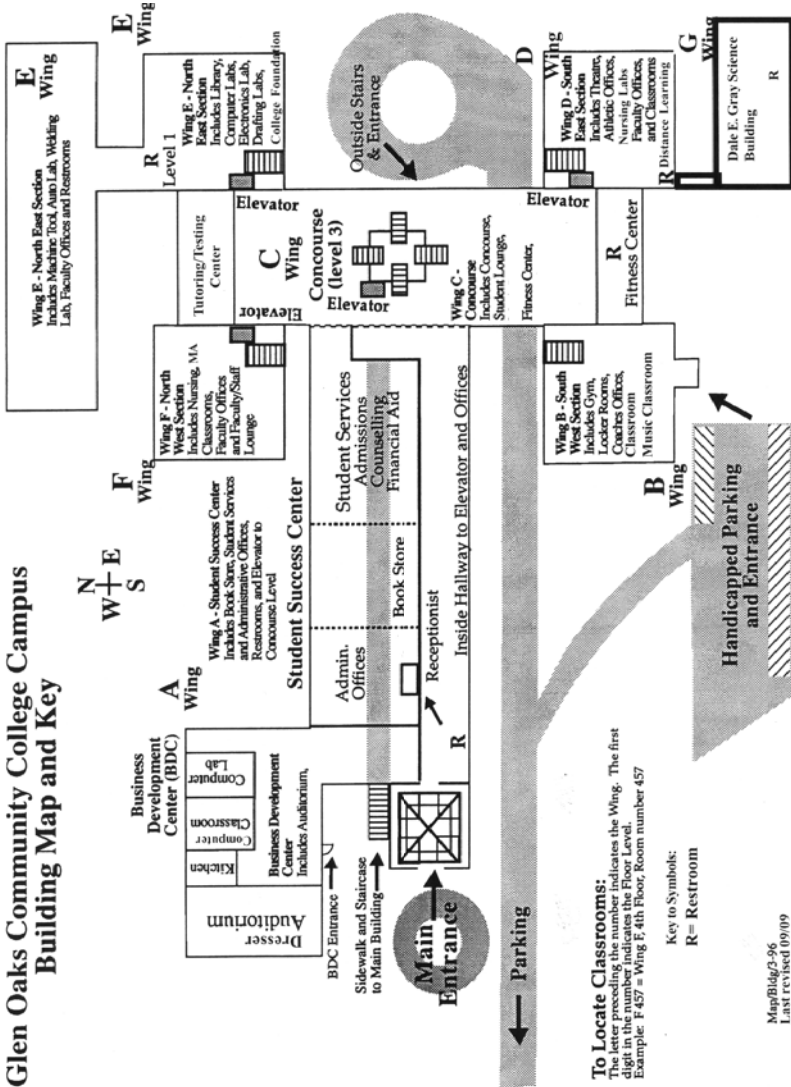 Glen Oaks Community College Campus
Building Map and Key
N
W E
S
A
Wing
F
Wing
E
Wing
E
Wing
Wing E - North East Section
Includes Machine Tool, Auto Lab, Welding
Lab, Faculty Offices and Restrooms
Business
Development
Center (BDC)
Computer
Lab
Computer
Classroom
Kitchen
Dresser
Auditorium
Business Development
Center
Includes Auditorium,
BDC Entrance
Sidewalk and Staircase
to Main Building
Main
Entrance
Wing A - Student Success Center
Includes Book Store, Student Services
and Administrative Offices,
Restrooms, and Elevator to
Concourse Level
Student Success Center
Admin.
Offices
Book Store
Student Services
Admissions
Counselling
Financial Aid
Receptionist
R
Inside Hallway to Elevator and Offices
Wing F - North
West Section
Includes Nursing, MA
Classrooms,
Faculty Offices
and Faculty/Staff
Lounge
Tutoring/Testing
Center
R
Level 1
Wing E - North
East Section
Includes Library,
Computer Labs,
Electronics Lab,
Drafting Labs,
College Foundation
Elevator
Elevator
C
Wing
Concourse
(level 3)
Elevator
Outside Stairs
& Entrance
Wing C -
Concourse
Includes Concourse,
Student Lounge,
Fitness Center,
Elevator
R
Fitness Center
D
Wing
Wing D - South
East Section
Includes Theatre,
Athletic Offices,
Nursing Labs
Faculty Offices,
and Classrooms
Distance Learning
R
G
Wing
Dale E. Gray Science
Building
R
Wing B - South
West Section
Includes Gym,
Locker Rooms,
Coaches Offices,
Classroom
Music Classroom
B
Wing
Parking
Handicapped Parking
and Entrance
To Locate Classrooms:
The letter preceding the number indicates the Wing. The first
digit in the number indicates the Floor Level.
Example: F 457 = Wing F, 4th Floor, Room number 457
Key to Symbols:
R= Restroom
Map/Bldg/3-96
Last revised 09/09